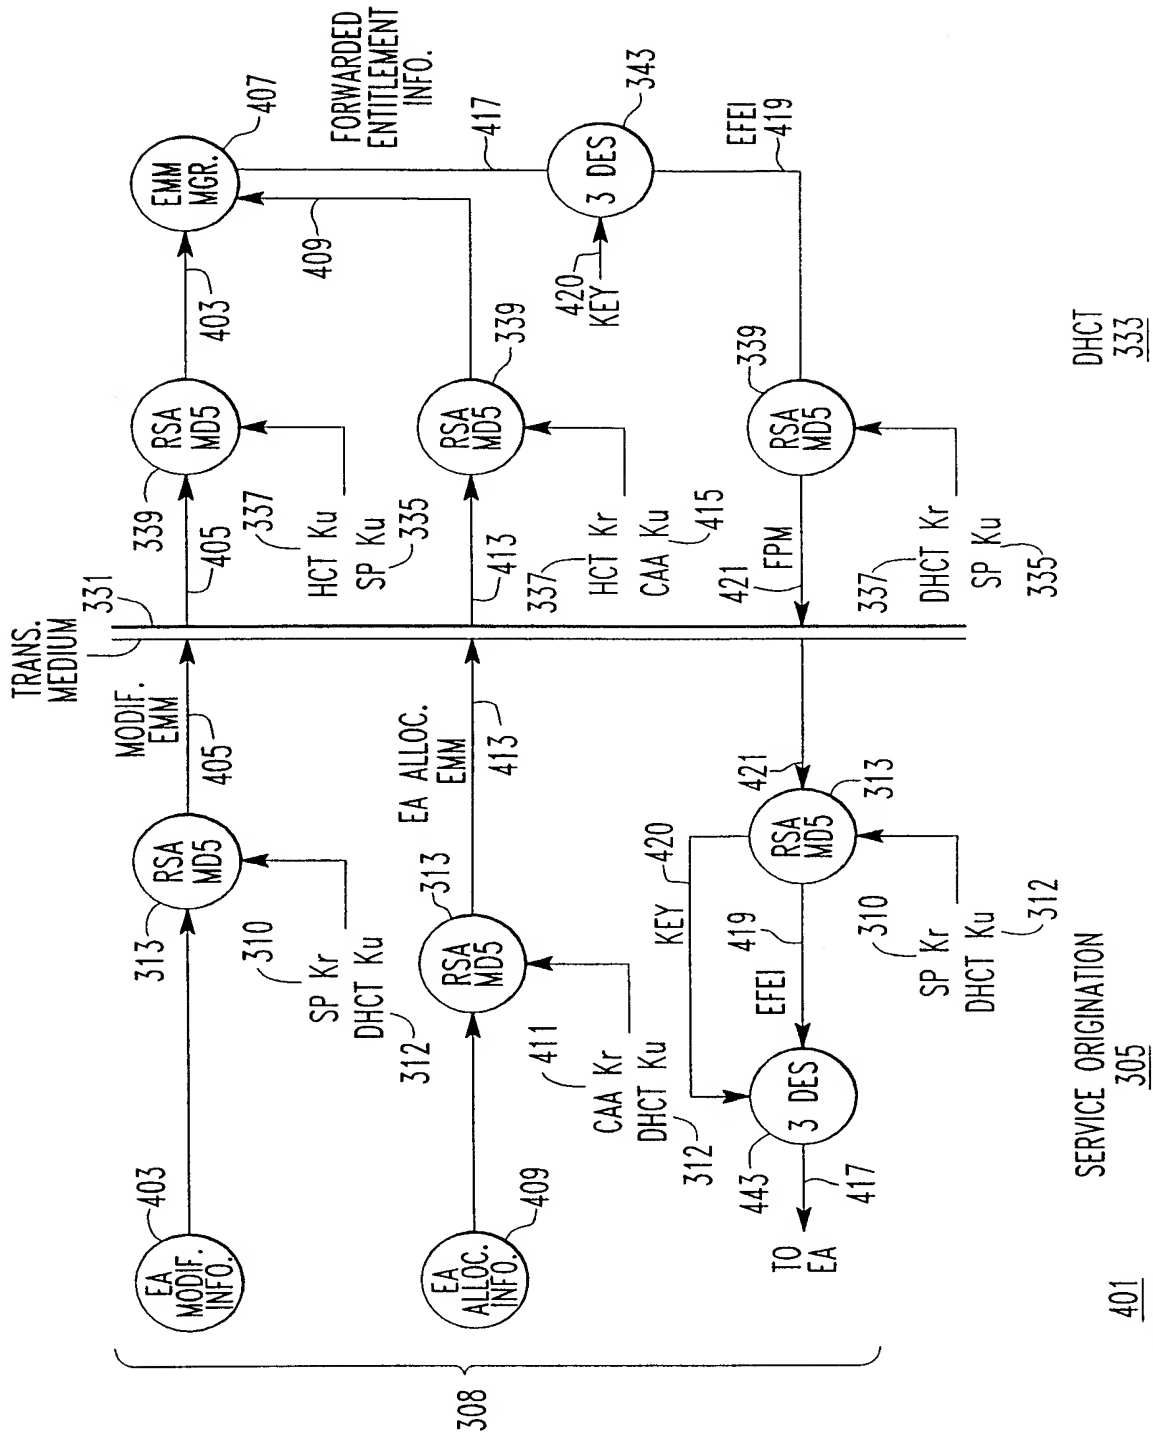 308
EA
MODIF.
INFO.
403
313
RSA
MD5
310
SP Kr
DHCT Ku
312
MODIF.
EMM
405
TRANS.
MEDIUM
331
405
339
RSA
MD5
337
HCT Ku
SP Ku
335
403
EMM
MGR.
407
409
FORWARDED
ENTITLEMENT
INFO.
417
EA
ALLOC.
INFO.
409
313
RSA
MD5
411
CAA Kr
DHCT Ku
312
EA ALLOC.
EMM
413
413
RSA
MD5
339
337
HCT Kr
CAA Ku
415
420
KEY
3 DES
343
EFEI
419
TO
EA
417
443
3 DES
KEY
420
EFEI
419
RSA
MD5
313
421
310
SP Kr
DHCT Ku
312
421
FPM
RSA
MD5
339
337
DHCT Kr
SP Ku
335
401
SERVICE ORIGINATION
305
DHCT
333